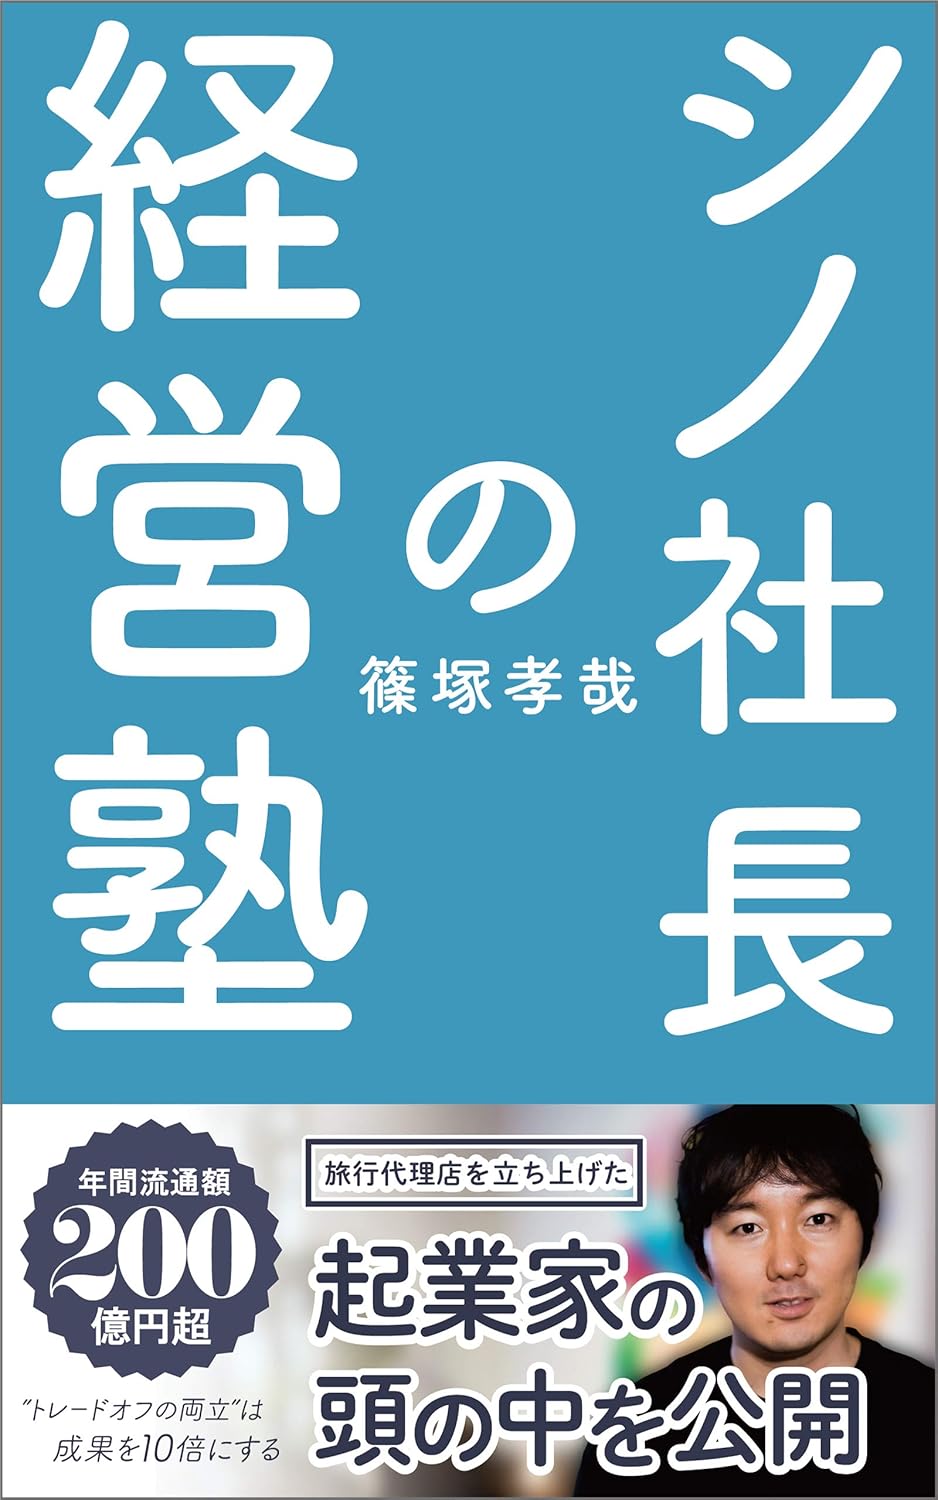 シノ社長
の
経営塾
篠塚孝哉
年間流通額
200
億円超
"トレードオフの両立"は
成果を10倍にする
旅行代理店を立ち上げた
起業家の
頭の中を公開